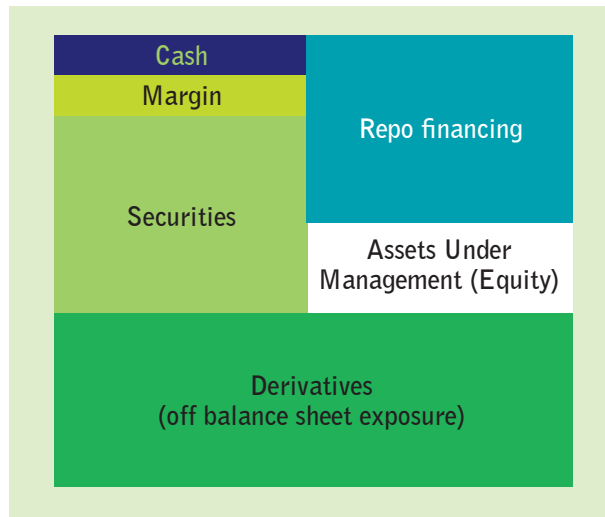 Cash
Margin
Securities
Repo financing
Assets Under
Management (Equity)
Derivatives
(off balance sheet exposure)